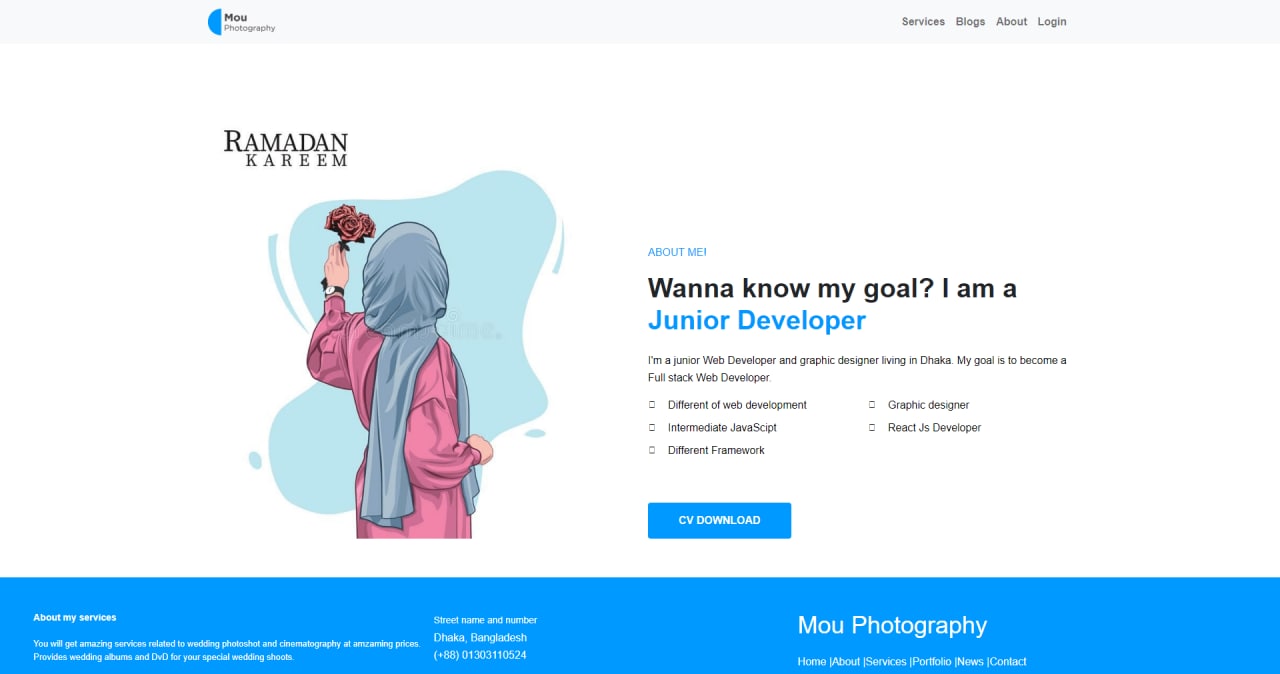 Mou
Photography
Services Blogs About Login
RAMADAN
KAREEM
ABOUT ME!
Wanna know my goal? I am a
Junior Developer
I'm a junior Web Developer and graphic designer living in Dhaka. My goal is to become a
Full stack Web Developer.
Different of web development
Graphic designer
Intermediate JavaScipt
React Js Developer
Different Framework
CV DOWNLOAD
About my services
You will get amazing services related to wedding photoshot and cinematography at amzaming prices.
Provides wedding albums and DvD for your special wedding shoots.
Street name and number
Dhaka, Bangladesh
(+88) 01303110524
Mou Photography
Home |About |Services |Portfolio |News |Contact